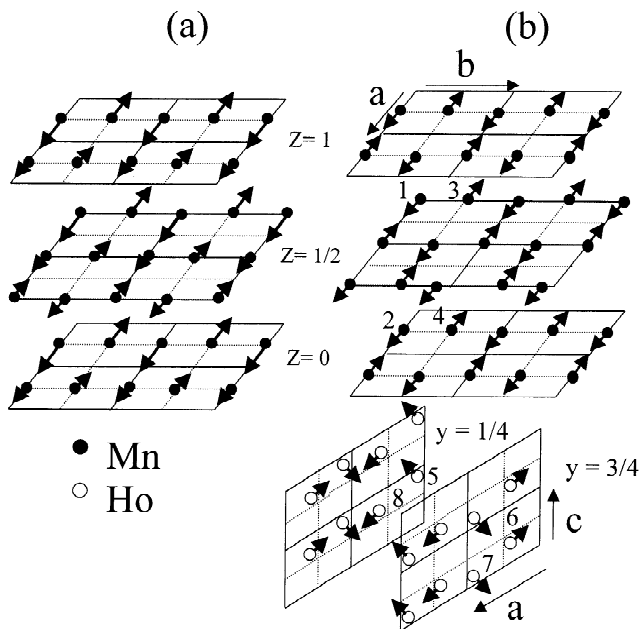 (a)
(b)
b
a
Z= 1
1
3
Z= 1/2
2
4
Z= 0
Mn
Ho
y = 1/4
5
8
y = 3/4
6
c
7
a